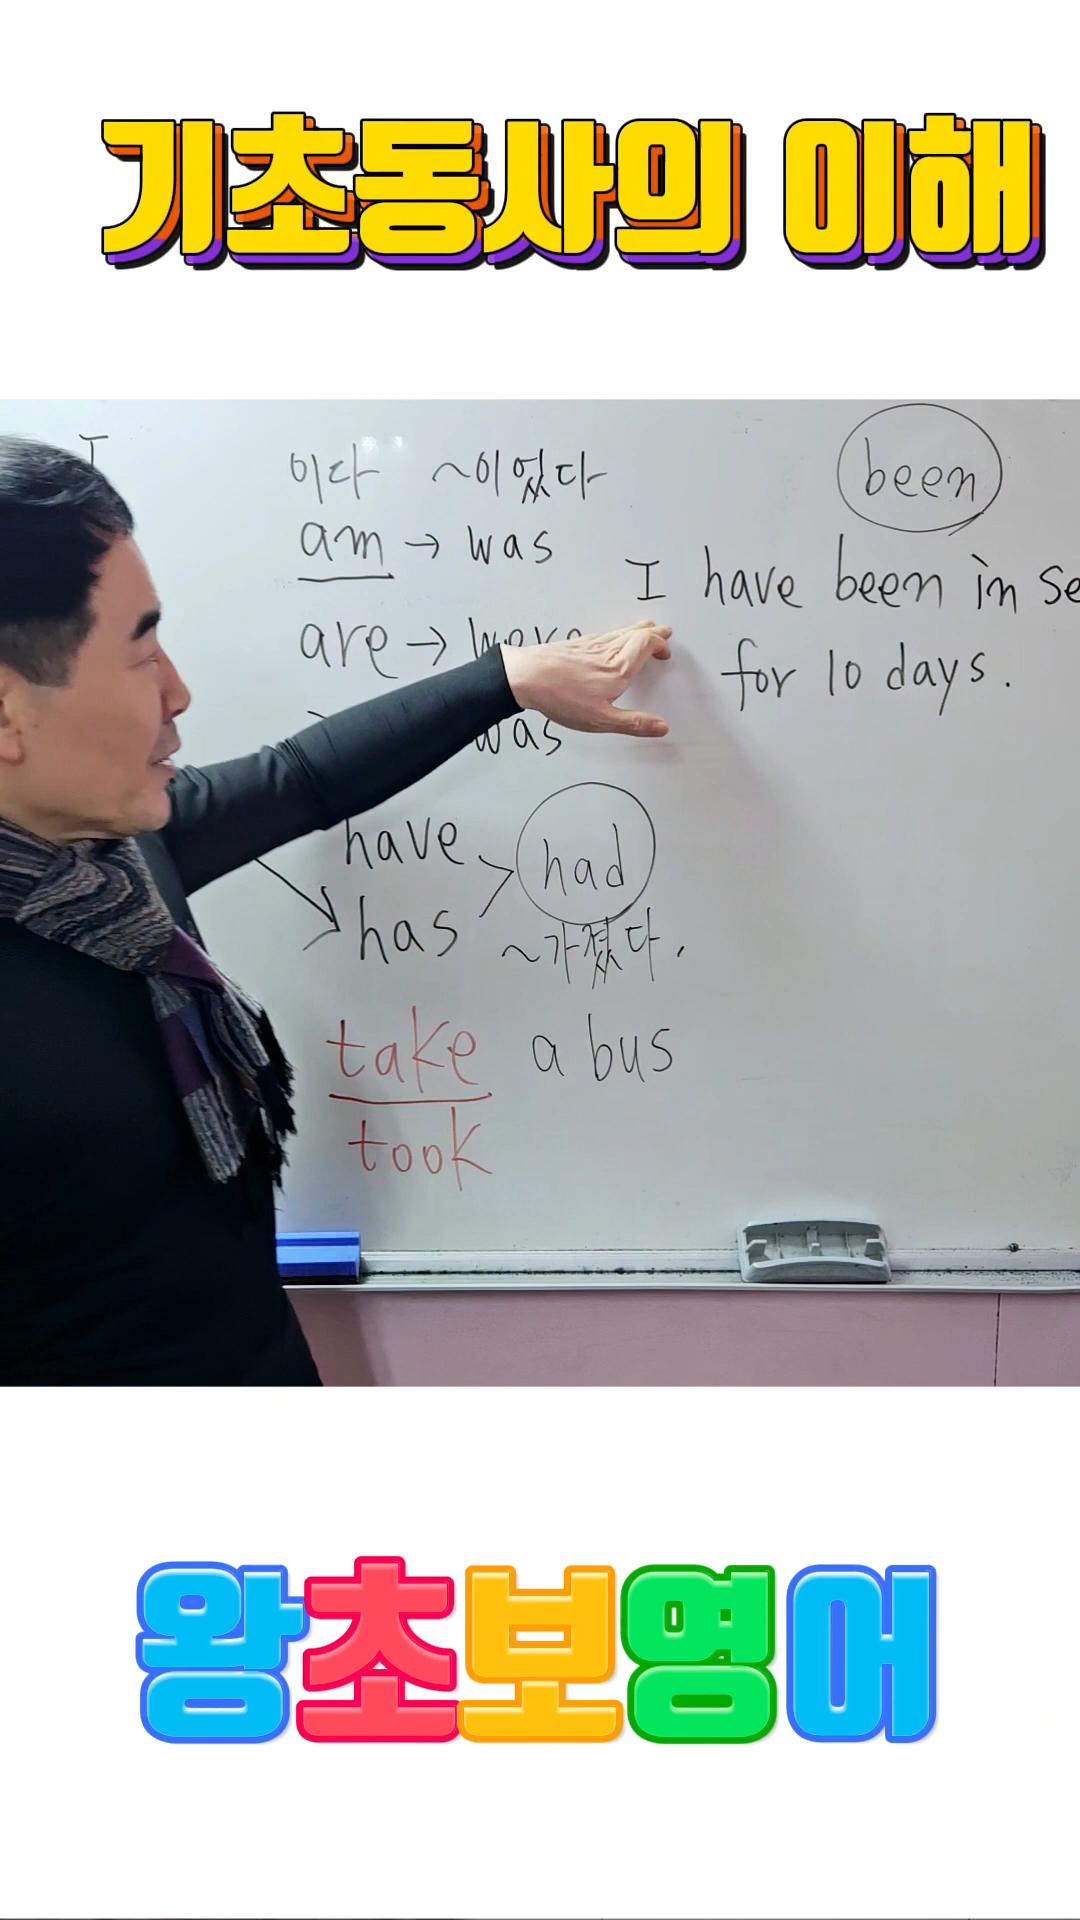 기초동사의 이해
I
이다 ~이었다
been
am → was
I have been in
are → were
for 10 days.
was
have
had
has
~가졌다.
take a bus
took
왕초보영어